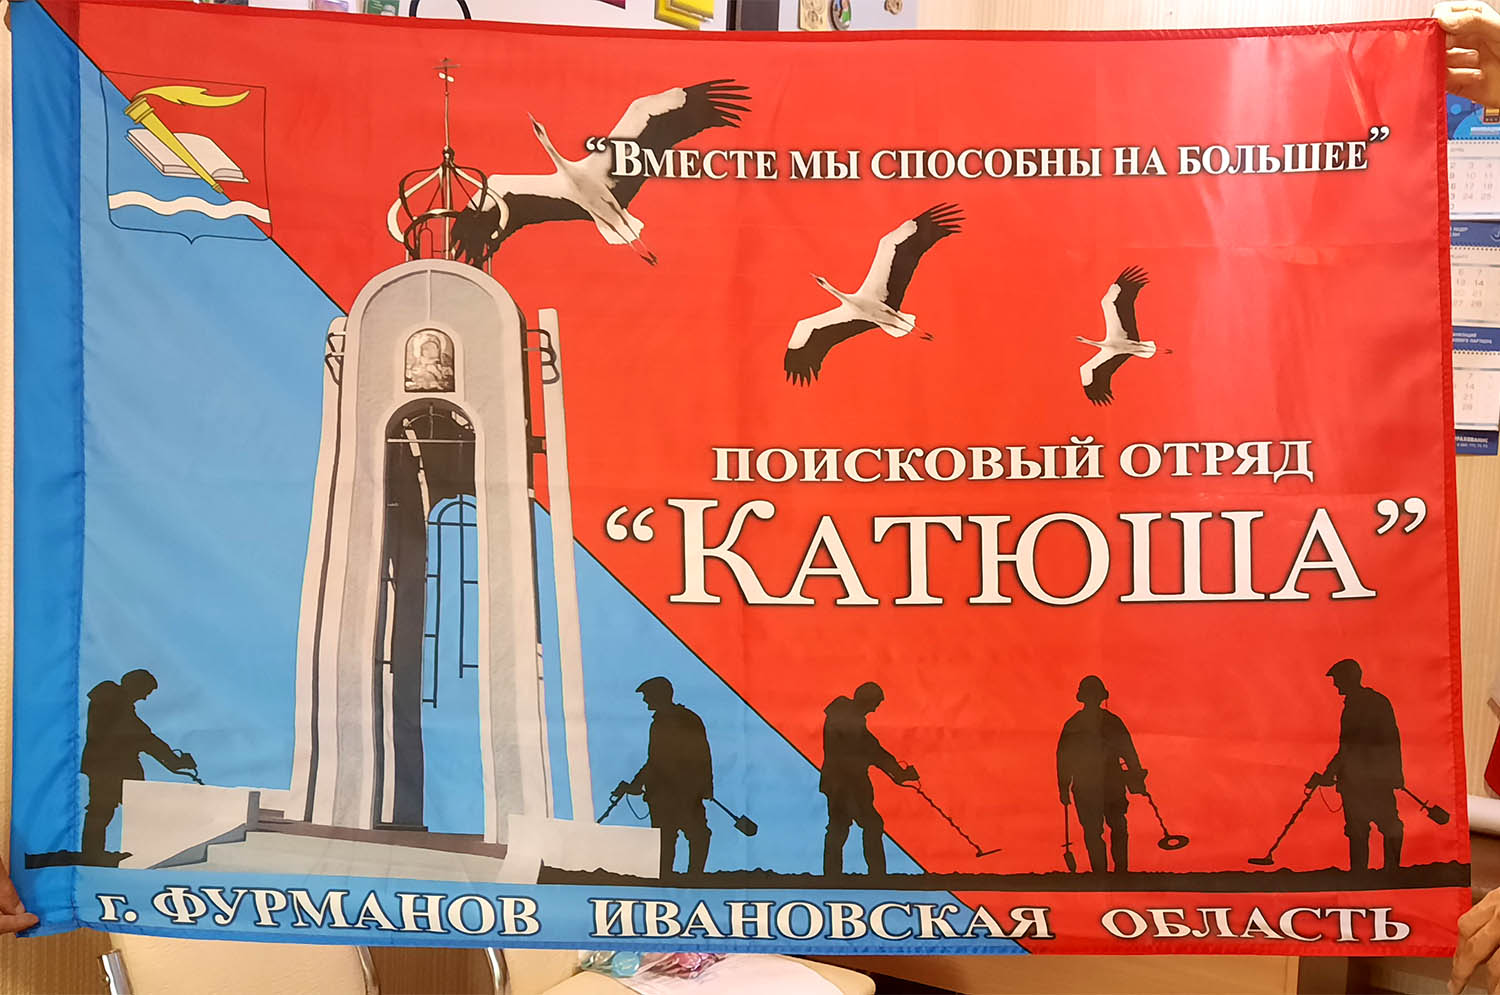 “Вместе мы способны на большее”
ПОИСКОВЫЙ ОТРЯД
“КАТЮША”
г. ФУРМАНОВ ИВАНОВСКАЯ ОБЛАСТЬ